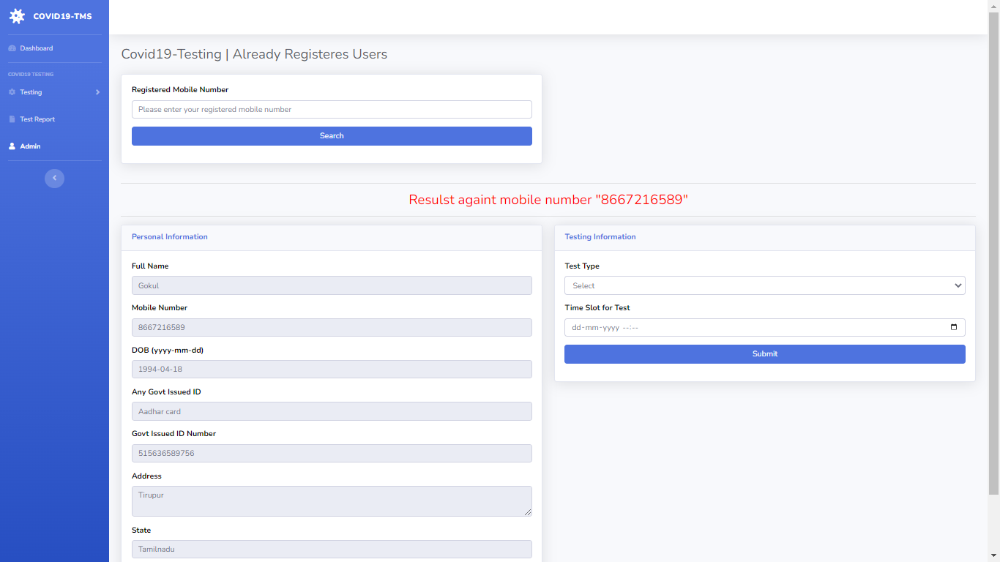 COVID19-TMS
Dashboard
COVID19 TESTING
Testing
Test Report
Admin
Covid19-Testing | Already Registeres Users
Registered Mobile Number
Please enter your registered mobile number
Search
Resulst againt mobile number "8667216589"
Personal Information
Full Name
Gokul
Mobile Number
8667216589
DOB (yyyy-mm-dd)
1994-04-18
Any Govt Issued ID
Aadhar card
Govt Issued ID Number
515636589756
Address
Tirupur
State
Tamilnadu
Testing Information
Test Type
Select
Time Slot for Test
dd-mm-yyyy --:--
Submit